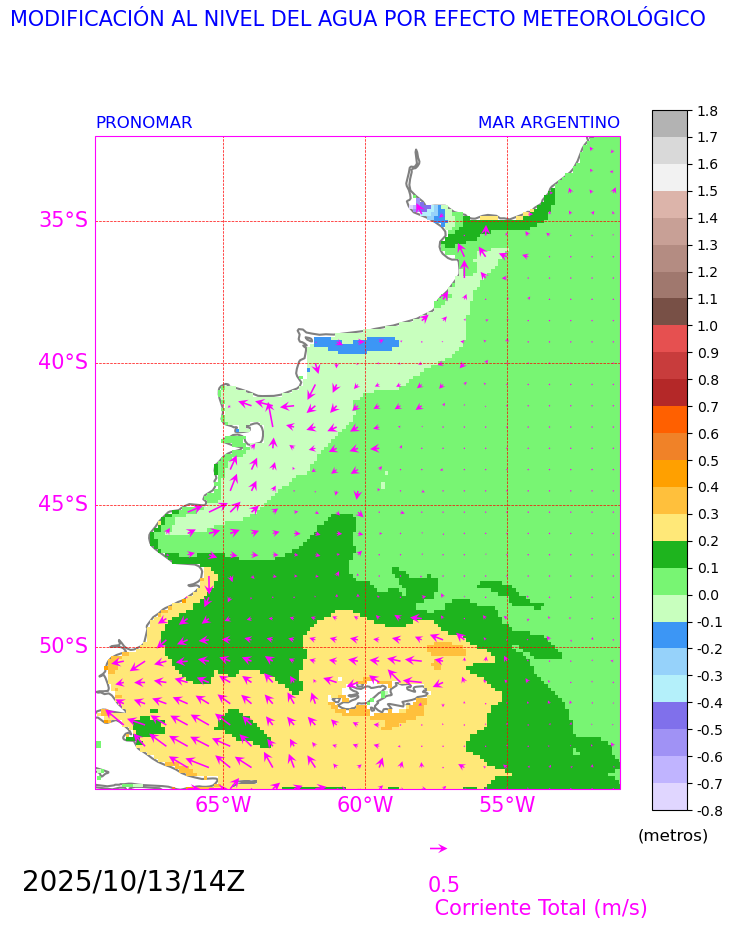 MODIFICACIÓN AL NIVEL DEL AGUA POR EFECTO METEOROLÓGICO
PRONOMAR
MAR ARGENTINO
35°S
40°S
45°S
50°S
65°W
60°W
55°W
1.8
1.7
1.6
1.5
1.4
1.3
1.2
1.1
1.0
0.9
0.8
0.7
0.6
0.5
0.4
0.3
0.2
0.1
0.0
-0.1
-0.2
-0.3
-0.4
-0.5
-0.6
-0.7
-0.8
(metros)
2025/10/13/14Z
0.5
Corriente Total (m/s)